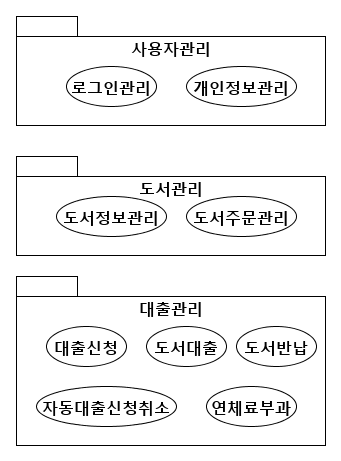 사용자관리
로그인관리 개인정보관리
도서관리
도서정보관리 도서주문관리
대출관리
대출신청 도서대출 도서반납
자동대출신청취소 연체료부과